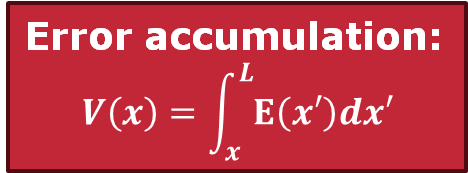 Error accumulation:
V(x) = ∫ₓᴸ E(x′)dx′